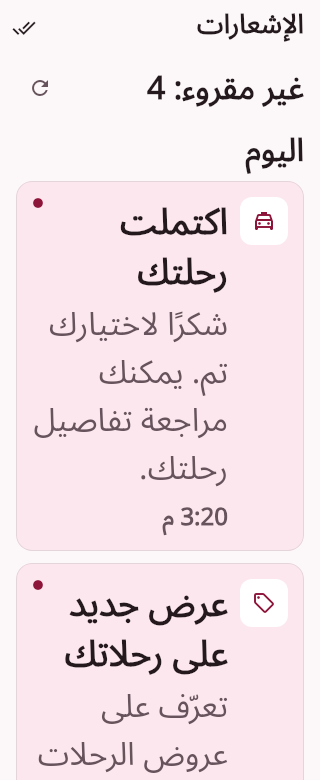 الإشعارات
غير مقروء: 4
اليوم
اكتملت
رحلتك
شكرًا لاختيارك
تم. يمكنك
مراجعة تفاصيل
رحلتك.
3:20 م
عرض جديد
على رحلاتك
تعرّف على
عروض الرحلات